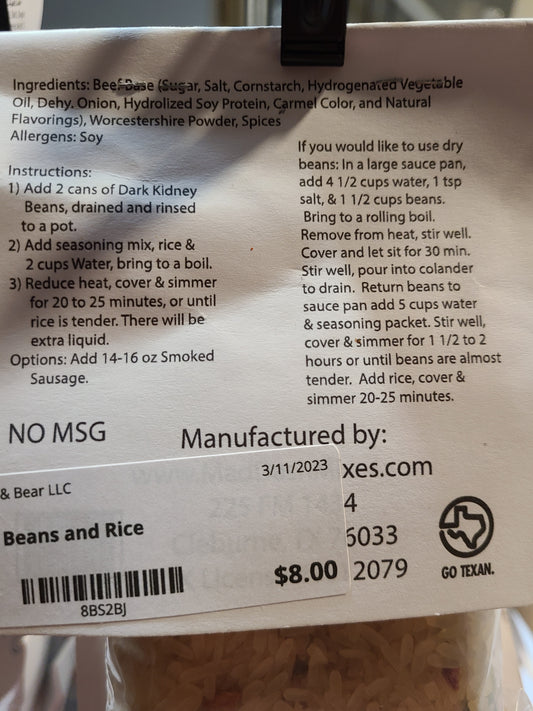 Ingredients: Beef Base (Sugar, Salt, Cornstarch, Hydrogenated Vegetable
Oil, Dehy. Onion, Hydrolized Soy Protein, Carmel Color, and Natural
Flavorings), Worcestershire Powder, Spices
Allergens: Soy
Instructions:
1) Add 2 cans of Dark Kidney
Beans, drained and rinsed
to a pot.
2) Add seasoning mix, rice &
2 cups Water, bring to a boil.
3) Reduce heat, cover & simmer
for 20 to 25 minutes, or until
rice is tender. There will be
extra liquid.
Options: Add 14-16 oz Smoked
Sausage.
If you would like to use dry
beans: In a large sauce pan,
add 4 1/2 cups water, 1 tsp
salt, & 1 1/2 cups beans.
Bring to a rolling boil.
Remove from heat, stir well.
Cover and let sit for 30 min.
Stir well, pour into colander
to drain. Return beans to
sauce pan add 5 cups water
& seasoning packet. Stir well,
cover & simmer for 1 1/2 to 2
hours or until beans are almost
tender. Add rice, cover &
simmer 20-25 minutes.
NO MSG
Manufactured by:
xes.com
4
Cleburne, TX 76033
2079
GO TEXAN.
3/11/2023
& Bear LLC
Beans and Rice
$8.00
8BS2BJ